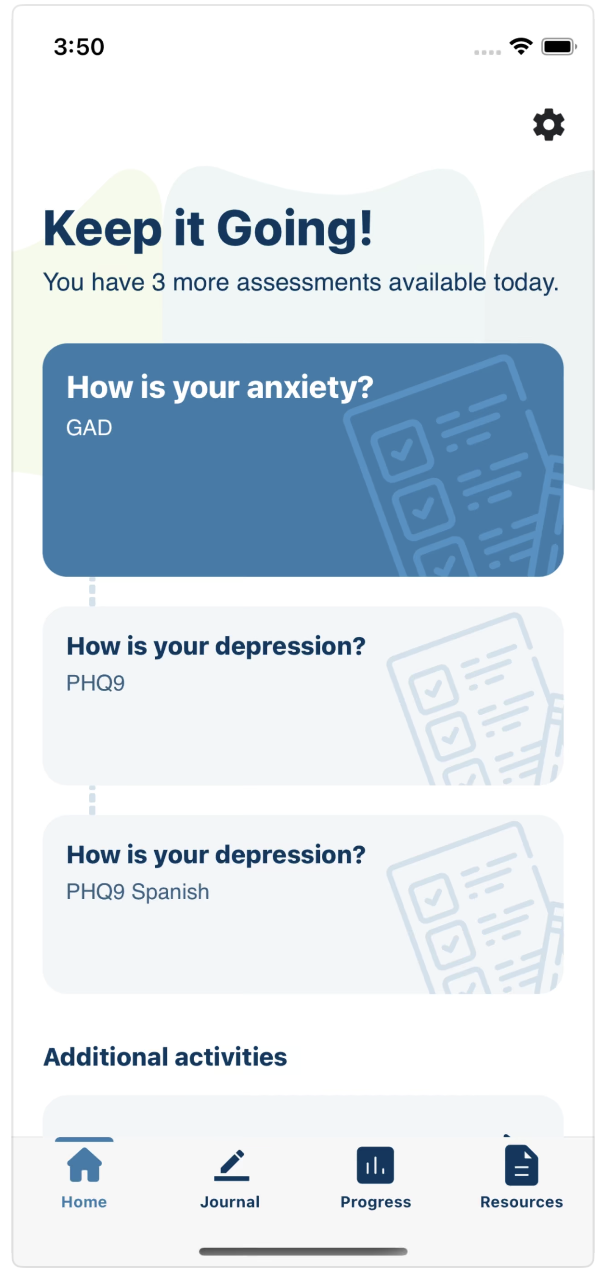 3:50
Keep it Going!
You have 3 more assessments available today.
How is your anxiety?
GAD
How is your depression?
PHQ9
How is your depression?
PHQ9 Spanish
Additional activities
Home
Journal
Progress
Resources